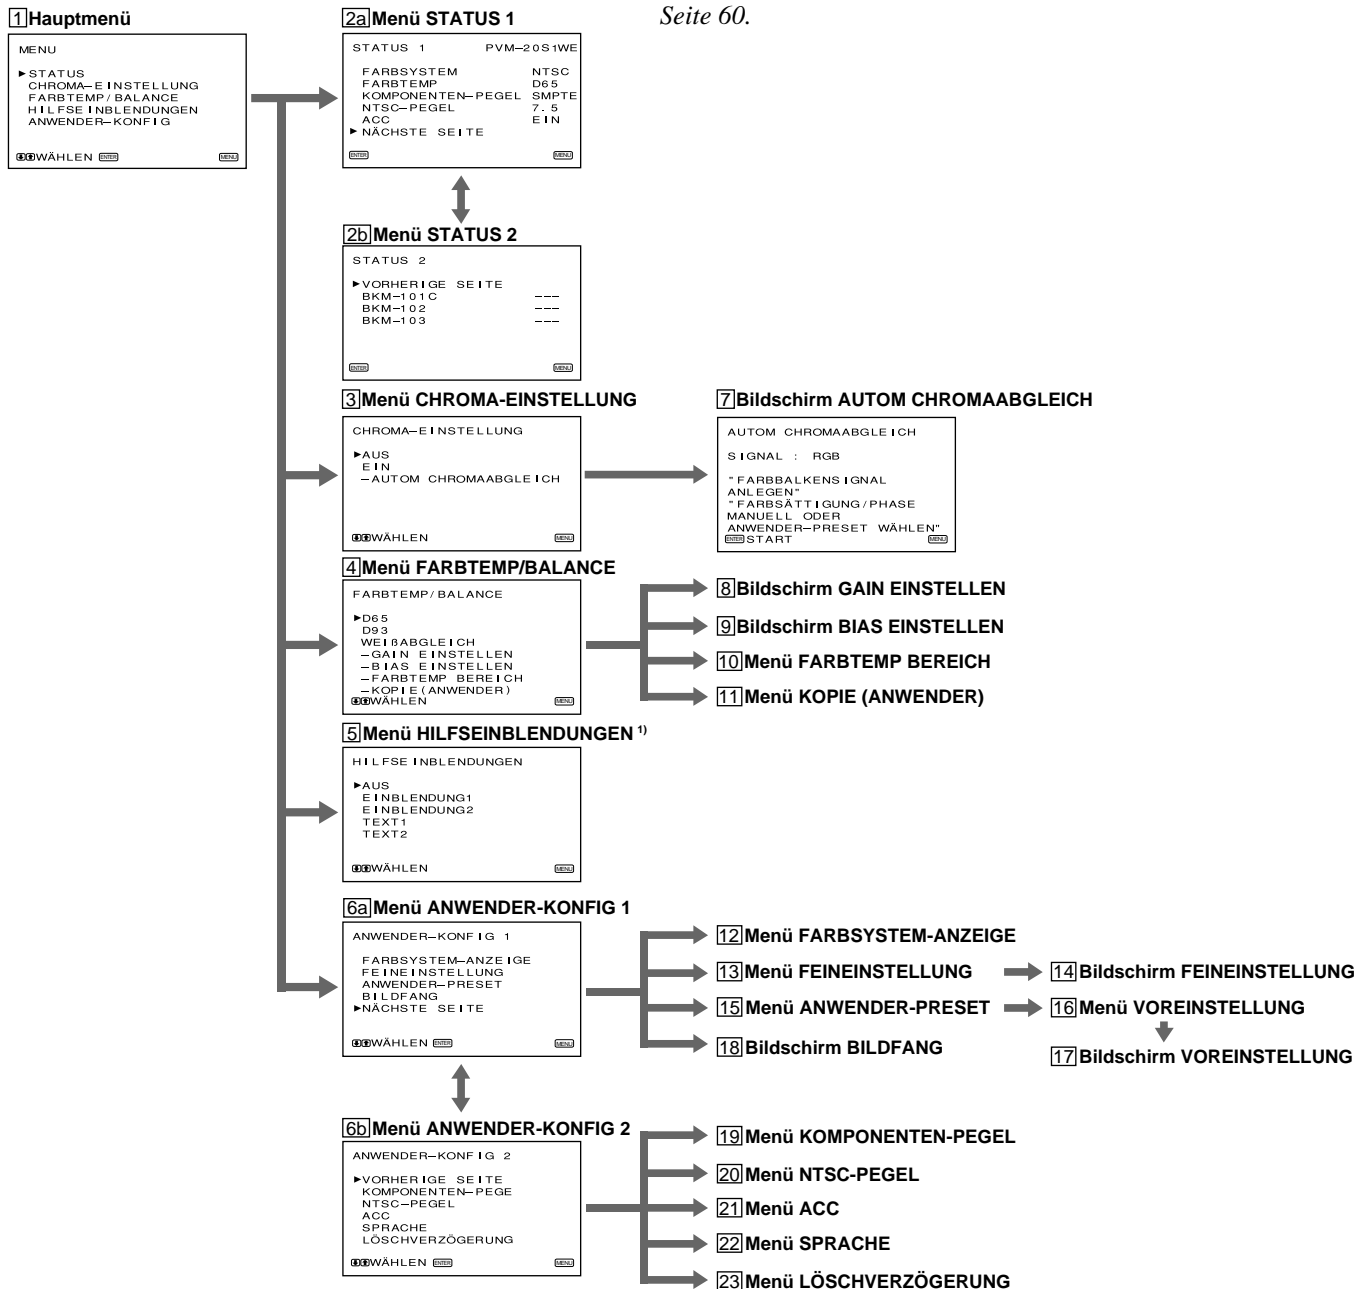 1 Hauptmenü
MENU
►STATUS
CHROMA–EINSTELLUNG
FARBTEMP/BALANCE
HILFSEINBLENDUNGEN
ANWENDER–KONFIG
WÄHLEN ENTER MENU
2a Menü STATUS 1
STATUS 1 PVM–20S1WE
FARBSYSTEM NTSC
FARBTEMP D65
KOMPONENTEN–PEGEL SMPTE
NTSC–PEGEL 7.5
ACC EIN
►NÄCHSTE SEITE
ENTER MENU
Seite 60.
2b Menü STATUS 2
STATUS 2
►VORHERIGE SEITE
BKM–101C –––
BKM–102 –––
BKM–103 –––
ENTER MENU
3 Menü CHROMA-EINSTELLUNG
CHROMA–EINSTELLUNG
►AUS
EIN
–AUTOM CHROMAABGLEICH
WÄHLEN MENU
7 Bildschirm AUTOM CHROMAABGLEICH
AUTOM CHROMAABGLEICH
SIGNAL : RGB
"FARBBALKENSIGNAL
ANLEGEN"
"FARBSÄTTIGUNG/PHASE
MANUELL ODER
ANWENDER–PRESET WÄHLEN"
ENTER START MENU
4 Menü FARBTEMP/BALANCE
FARBTEMP/BALANCE
►D65
D93
WEIßABGLEICH
–GAIN EINSTELLEN
–BIAS EINSTELLEN
–FARBTEMP BEREICH
–KOPIE(ANWENDER)
WÄHLEN MENU
8 Bildschirm GAIN EINSTELLEN
9 Bildschirm BIAS EINSTELLEN
10 Menü FARBTEMP BEREICH
11 Menü KOPIE (ANWENDER)
5 Menü HILFSEINBLENDUNGEN 1)
HILFSEINBLENDUNGEN
►AUS
EINBLENDUNG1
EINBLENDUNG2
TEXT1
TEXT2
WÄHLEN MENU
6a Menü ANWENDER-KONFIG 1
ANWENDER–KONFIG 1
FARBSYSTEM–ANZEIGE
FEINEINSTELLUNG
ANWENDER–PRESET
BILDFANG
►NÄCHSTE SEITE
WÄHLEN ENTER MENU
12 Menü FARBSYSTEM-ANZEIGE
13 Menü FEINEINSTELLUNG
14 Bildschirm FEINEINSTELLUNG
15 Menü ANWENDER-PRESET
16 Menü VOREINSTELLUNG
18 Bildschirm BILDFANG
17 Bildschirm VOREINSTELLUNG
6b Menü ANWENDER-KONFIG 2
ANWENDER–KONFIG 2
►VORHERIGE SEITE
KOMPONENTEN–PEGE
NTSC–PEGEL
ACC
SPRACHE
LÖSCHVERZÖGERUNG
WÄHLEN ENTER MENU
19 Menü KOMPONENTEN-PEGEL
20 Menü NTSC-PEGEL
21 Menü ACC
22 Menü SPRACHE
23 Menü LÖSCHVERZÖGERUNG